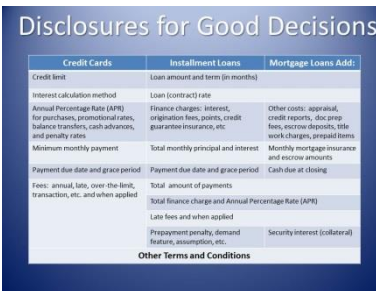 Disclosures for Good Decisions
Credit Cards
Installment Loans
Mortgage Loans Add:
Credit limit
Loan amount and term (in months)
Interest calculation method
Loan (contract) rate
Annual Percentage Rate (APR)
for purchases, promotional rates,
balance transfers, cash advances,
and penalty rates
Finance charges: interest,
origination fees, points, credit
guarantee insurance, etc
Other costs: appraisal,
credit reports, doc prep
fees, escrow deposits, title
work charges, prepaid items
Minimum monthly payment
Total monthly principal and interest
Monthly mortgage insurance
and escrow amounts
Payment due date and grace period
Payment due date and grace period
Cash due at closing
Fees: annual, late, over-the-limit,
transaction, etc. and when applied
Total amount of payments
Total finance charge and Annual Percentage Rate (APR)
Late fees and when applied
Prepayment penalty, demand
feature, assumption, etc.
Security interest (collateral)
Other Terms and Conditions